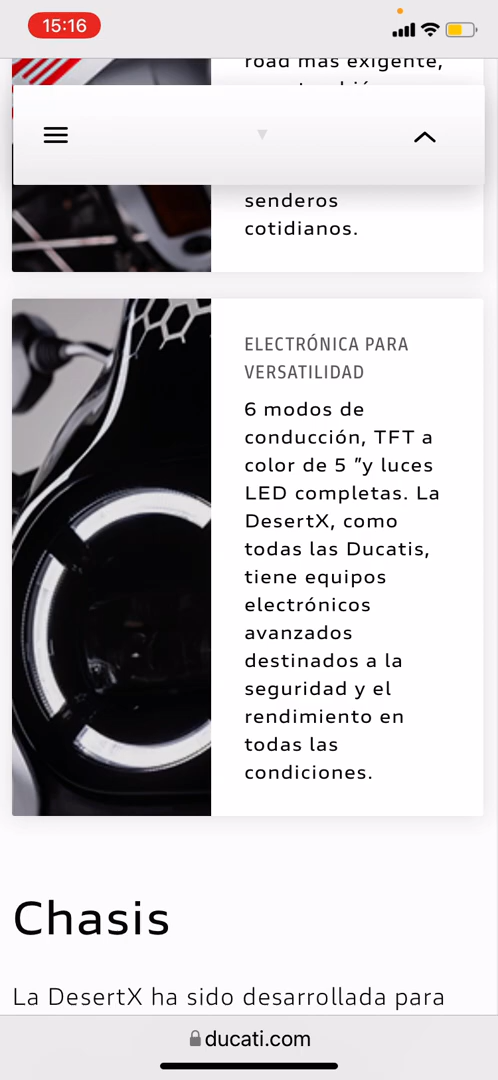 15:16
road más exigente,
senderos
cotidianos.
ELECTRÓNICA PARA
VERSATILIDAD
6 modos de
conducción, TFT a
color de 5 ”y luces
LED completas. La
DesertX, como
todas las Ducatis,
tiene equipos
electrónicos
avanzados
destinados a la
seguridad y el
rendimiento en
todas las
condiciones.
Chasis
La DesertX ha sido desarrollada para
ducati.com